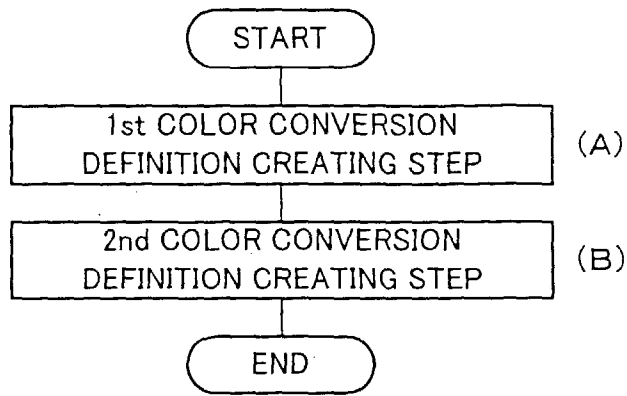 START
1st COLOR CONVERSION
DEFINITION CREATING STEP
(A)
2nd COLOR CONVERSION
DEFINITION CREATING STEP
(B)
END